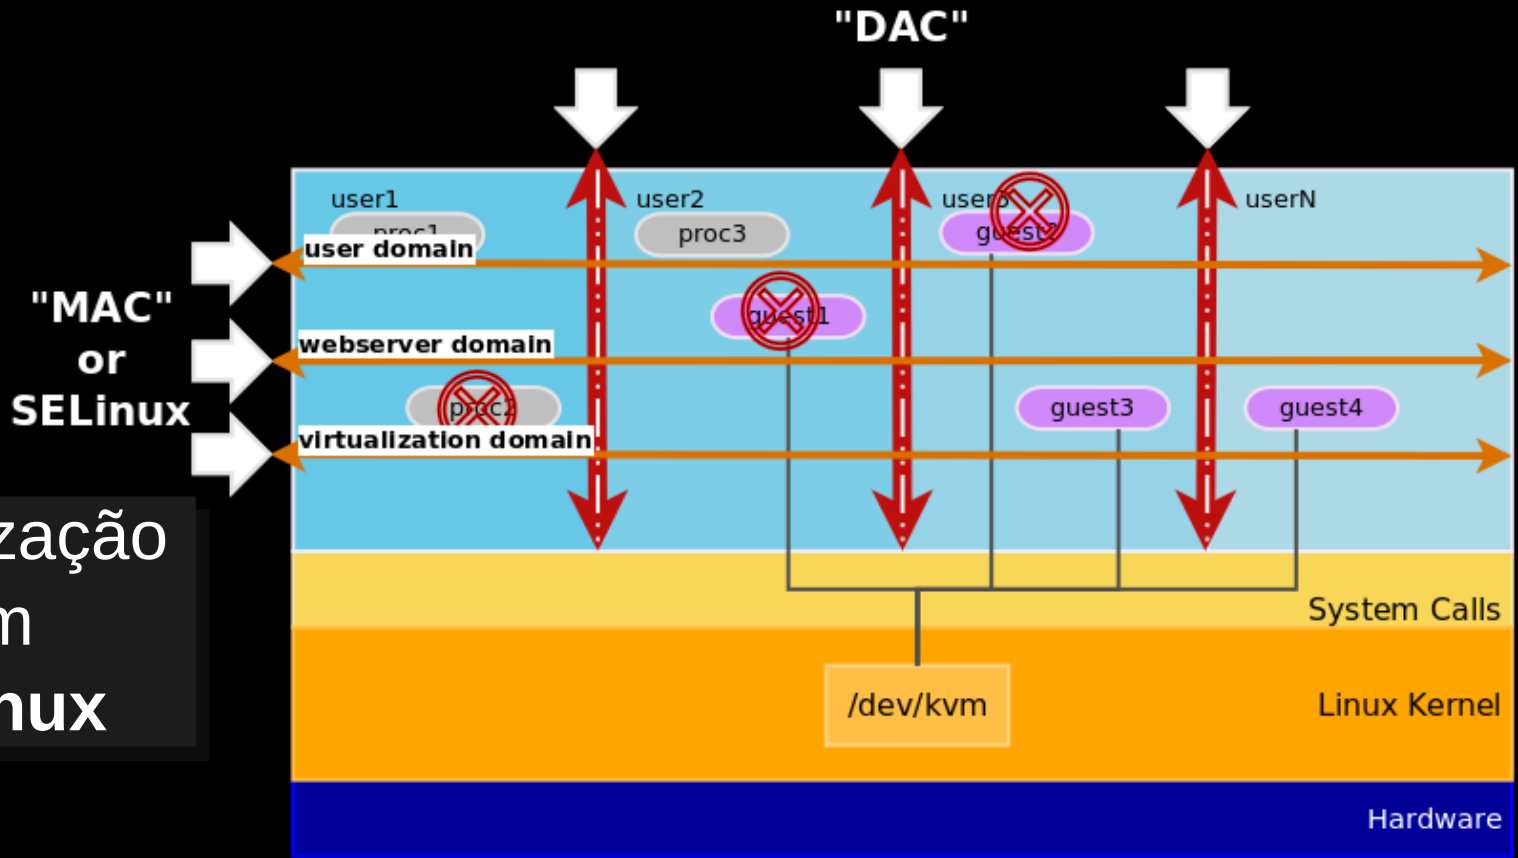 "DAC"
user1
user2
user3
userN
proc1
proc3
guest2
user domain
"MAC"
or
SELinux
guest1
webserver domain
proc2
guest3
guest4
virtualization domain
zação
m
nux
System Calls
/dev/kvm
Linux Kernel
Hardware